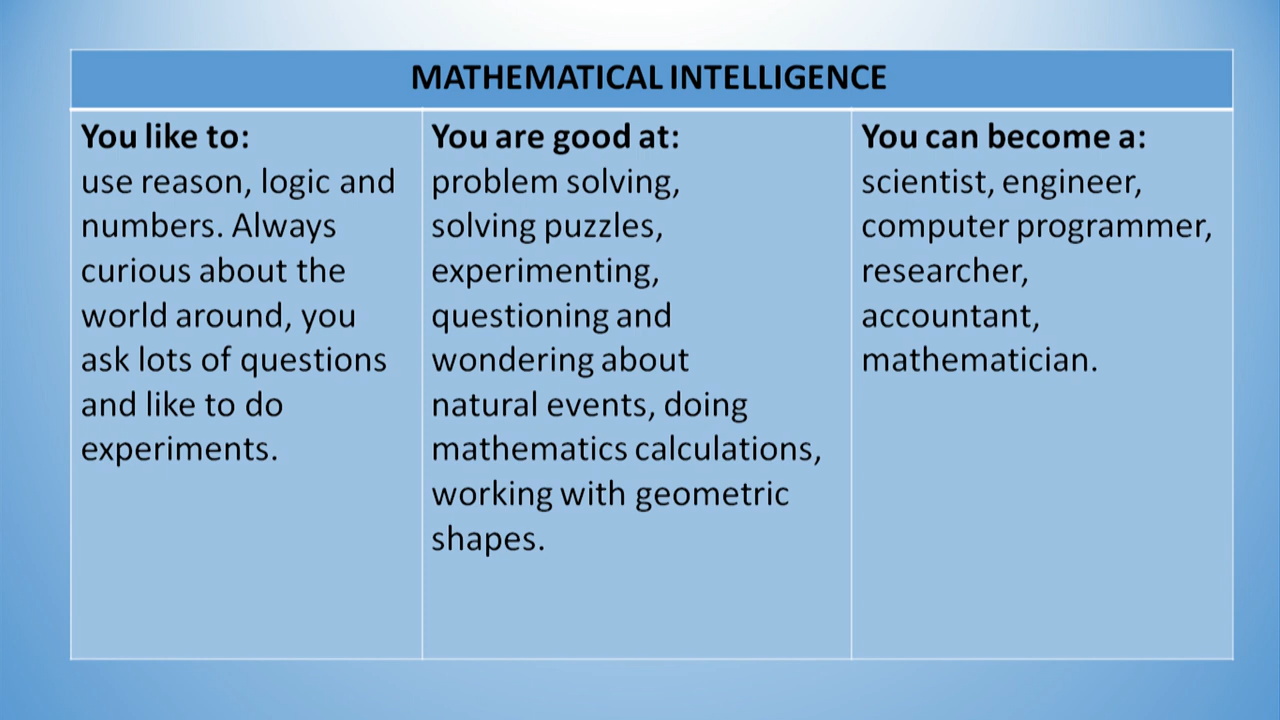 MATHEMATICAL INTELLIGENCE
You like to:
use reason, logic and
numbers. Always
curious about the
world around, you
ask lots of questions
and like to do
experiments.
You are good at:
problem solving,
solving puzzles,
experimenting,
questioning and
wondering about
natural events, doing
mathematics calculations,
working with geometric
shapes.
You can become a:
scientist, engineer,
computer programmer,
researcher,
accountant,
mathematician.